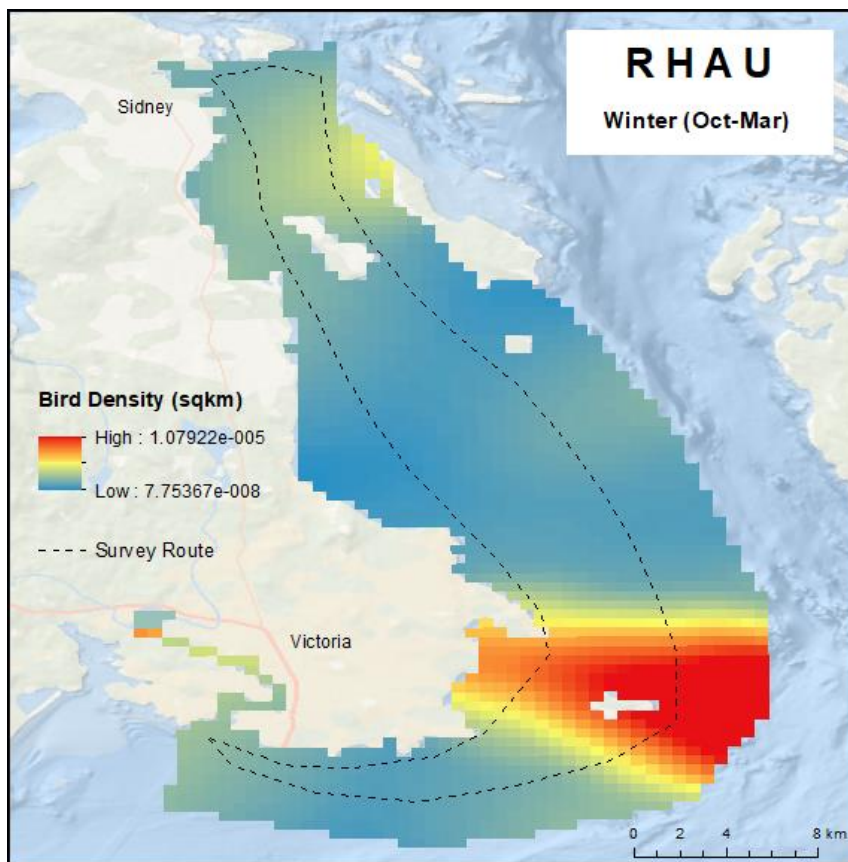 R H A U
Winter (Oct-Mar)
Sidney
Bird Density (sqkm)
High : 1.07922e-005
Low : 7.75367e-008
Survey Route
Victoria
0 2 4 8 km